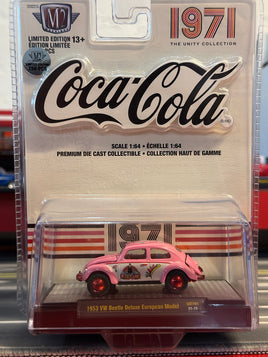 M2
LIMITED EDITION 13+
ÉDITION LIMITÉE
PCS
1971
THE UNITY COLLECTION
Coca-Cola
SCALE 1:64 • ÉCHELLE 1:64
PREMIUM DIE CAST COLLECTIBLE • COLLECTION HAUT DE GAMME
1971
1953 VW Beetle Deluxe European Model